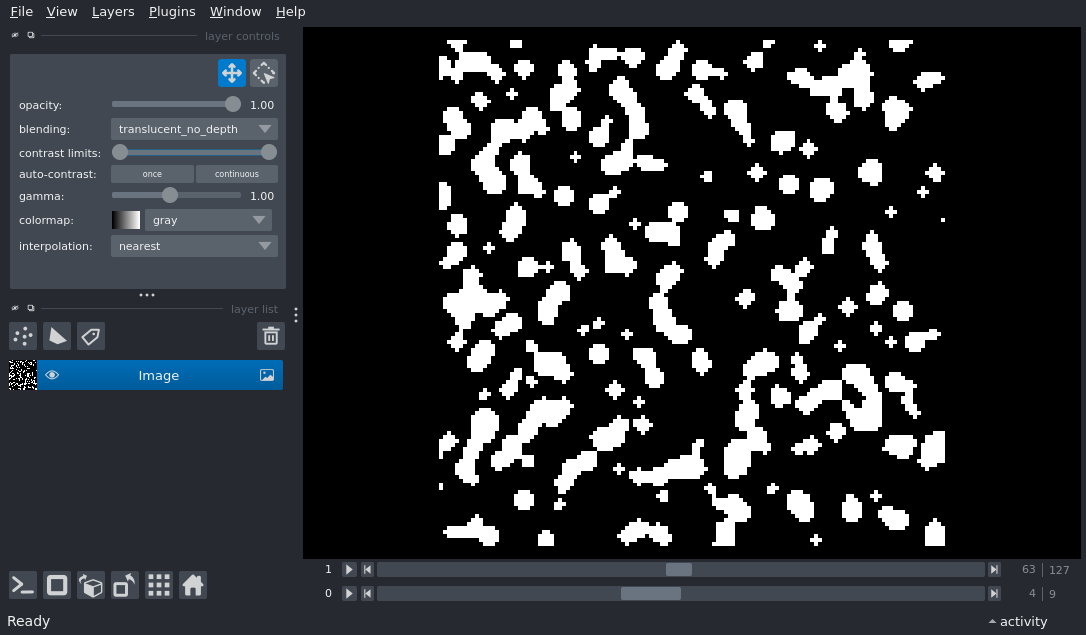 File View Layers Plugins Window Help
layer controls
opacity: 1.00
blending: translucent_no_depth
contrast limits:
auto-contrast: once continuous
gamma: 1.00
colormap: gray
interpolation: nearest
layer list
Image
1 63 127
0 4 9
Ready activity